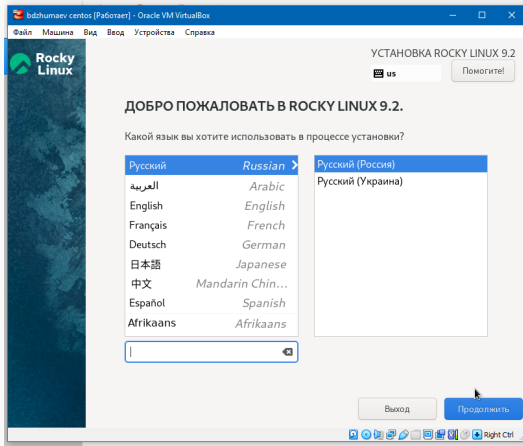 bdzhumaev centos [Работает] - Oracle VM VirtualBox
Файл Машина Вид Ввод Устройства Справка
Rocky
Linux
УСТАНОВКА ROCKY LINUX 9.2
us
Помогите!
ДОБРО ПОЖАЛОВАТЬ В ROCKY LINUX 9.2.
Какой язык вы хотите использовать в процессе установки?
Русский Russian
العربية Arabic
English English
Français French
Deutsch German
日本語 Japanese
中文 Mandarin Chin...
Español Spanish
Afrikaans Afrikaans
Русский (Россия)
Русский (Украина)
Выход
Продолжить
Right Ctrl